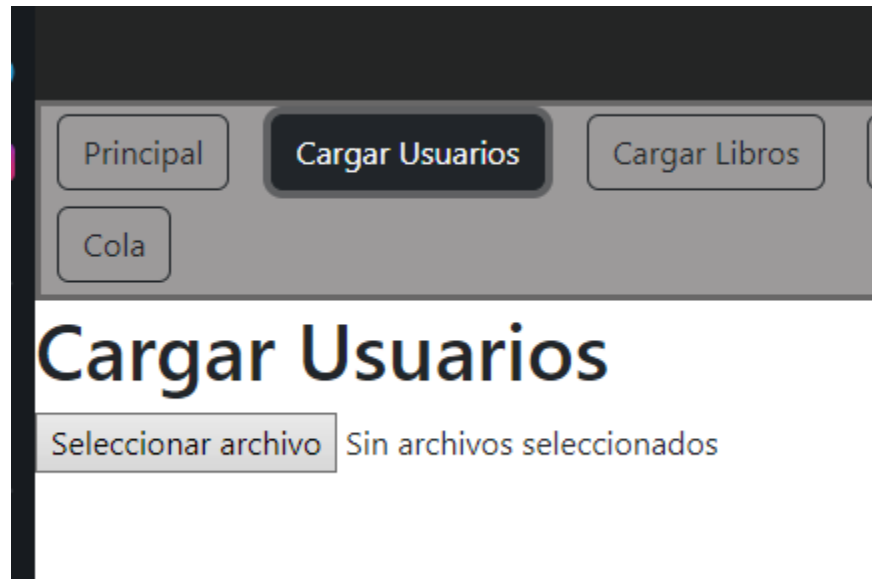 Principal Cargar Usuarios Cargar Libros
Cola
Cargar Usuarios
Seleccionar archivo Sin archivos seleccionados